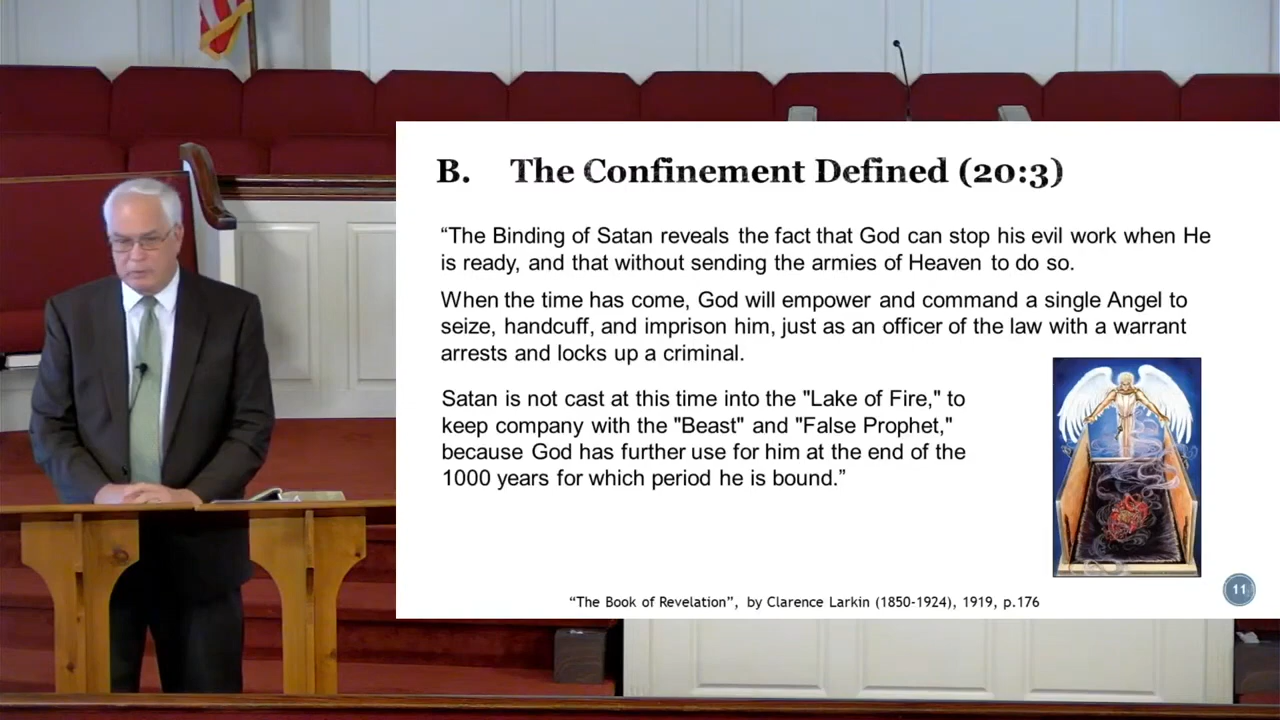 B. The Confinement Defined (20:3)
“The Binding of Satan reveals the fact that God can stop his evil work when He
is ready, and that without sending the armies of Heaven to do so.
When the time has come, God will empower and command a single Angel to
seize, handcuff, and imprison him, just as an officer of the law with a warrant
arrests and locks up a criminal.
Satan is not cast at this time into the "Lake of Fire," to
keep company with the "Beast" and "False Prophet,"
because God has further use for him at the end of the
1000 years for which period he is bound.”
“The Book of Revelation”, by Clarence Larkin (1850-1924), 1919, p.176
11